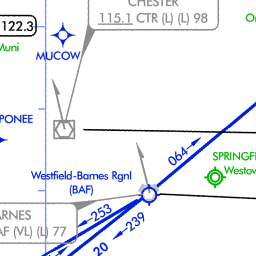 CHESTER
115.1 CTR (L) (L) 98
122.3
Muni
MUCOW
PONEE
064
SPRINGF
Westov
Westfield-Barnes Rgnl
(BAF)
ARNES
AF (VL) (L) 77
253
239
20